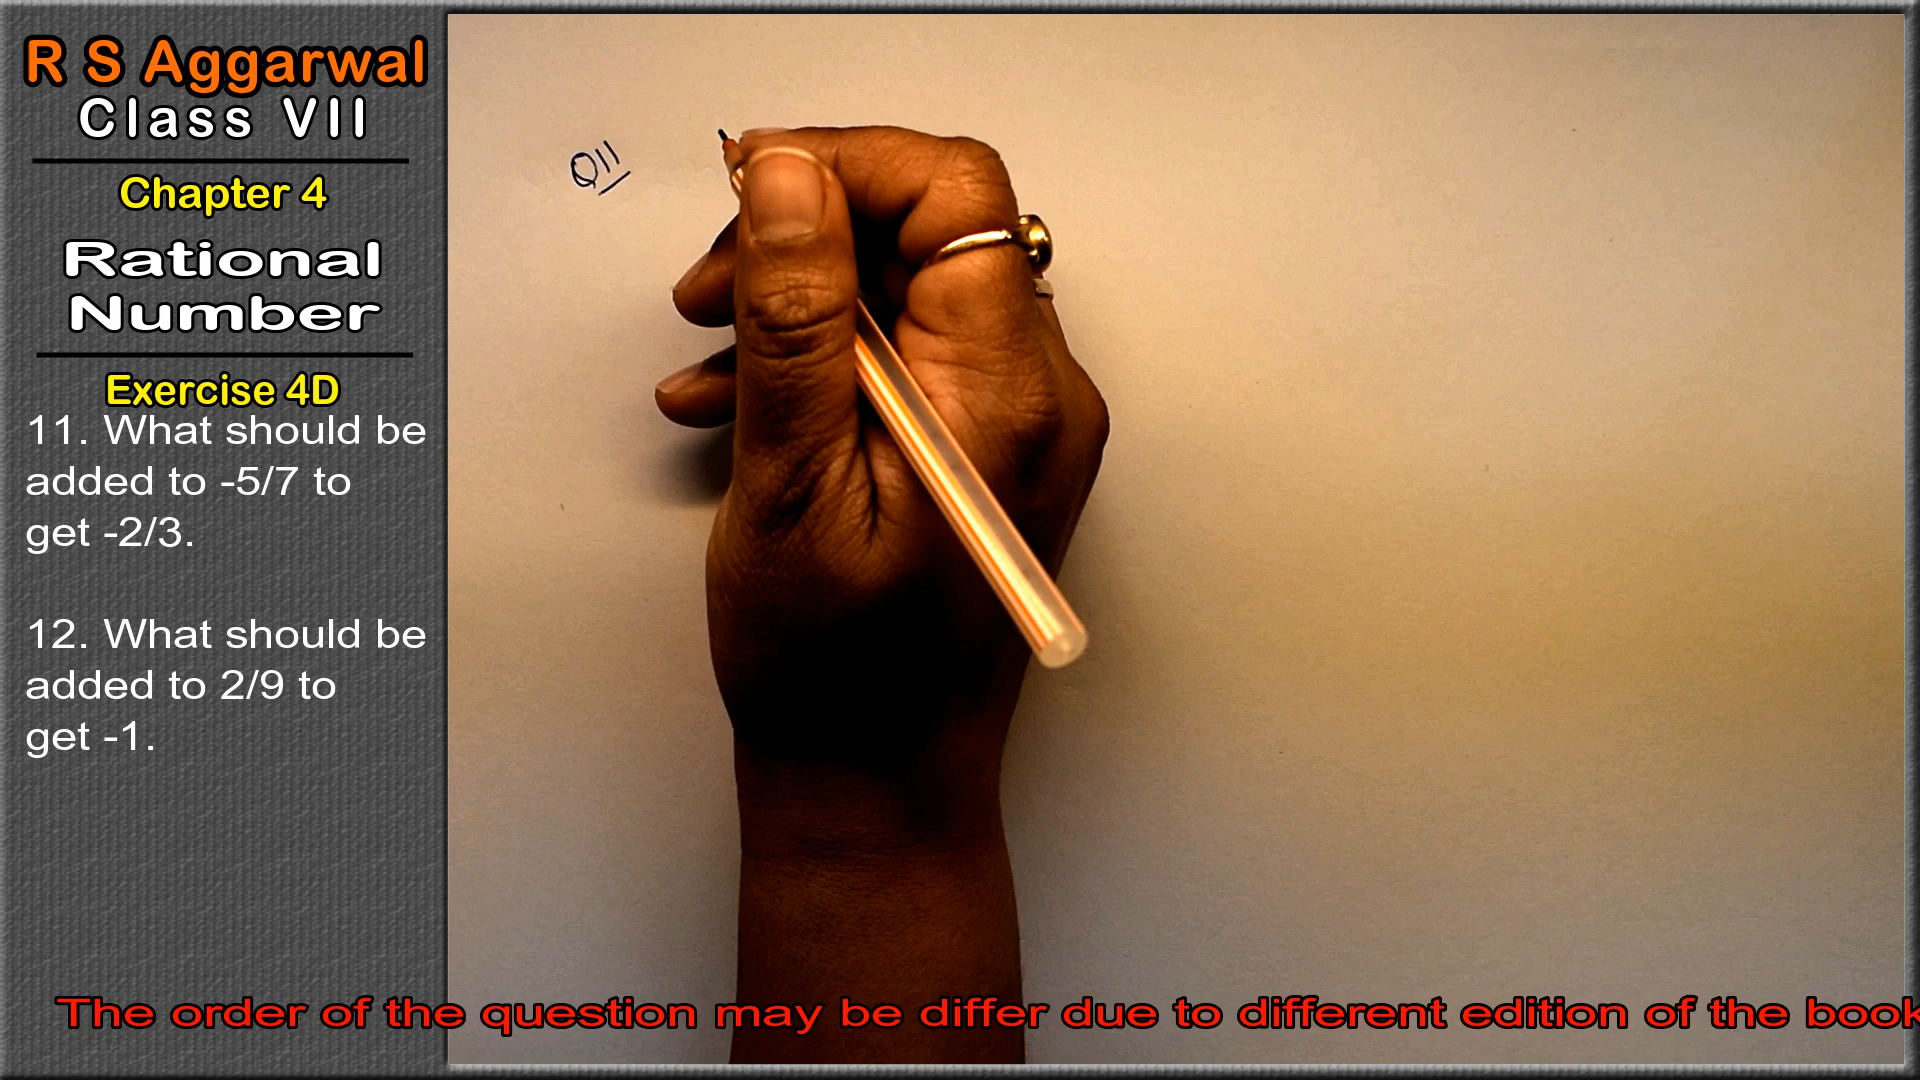 R S Aggarwal
Class VII
Chapter 4
Rational
Number
Exercise 4D
11. What should be
added to -5/7 to
get -2/3.
12. What should be
added to 2/9 to
get -1.
Q11
The order of the question may be differ due to different edition of the book